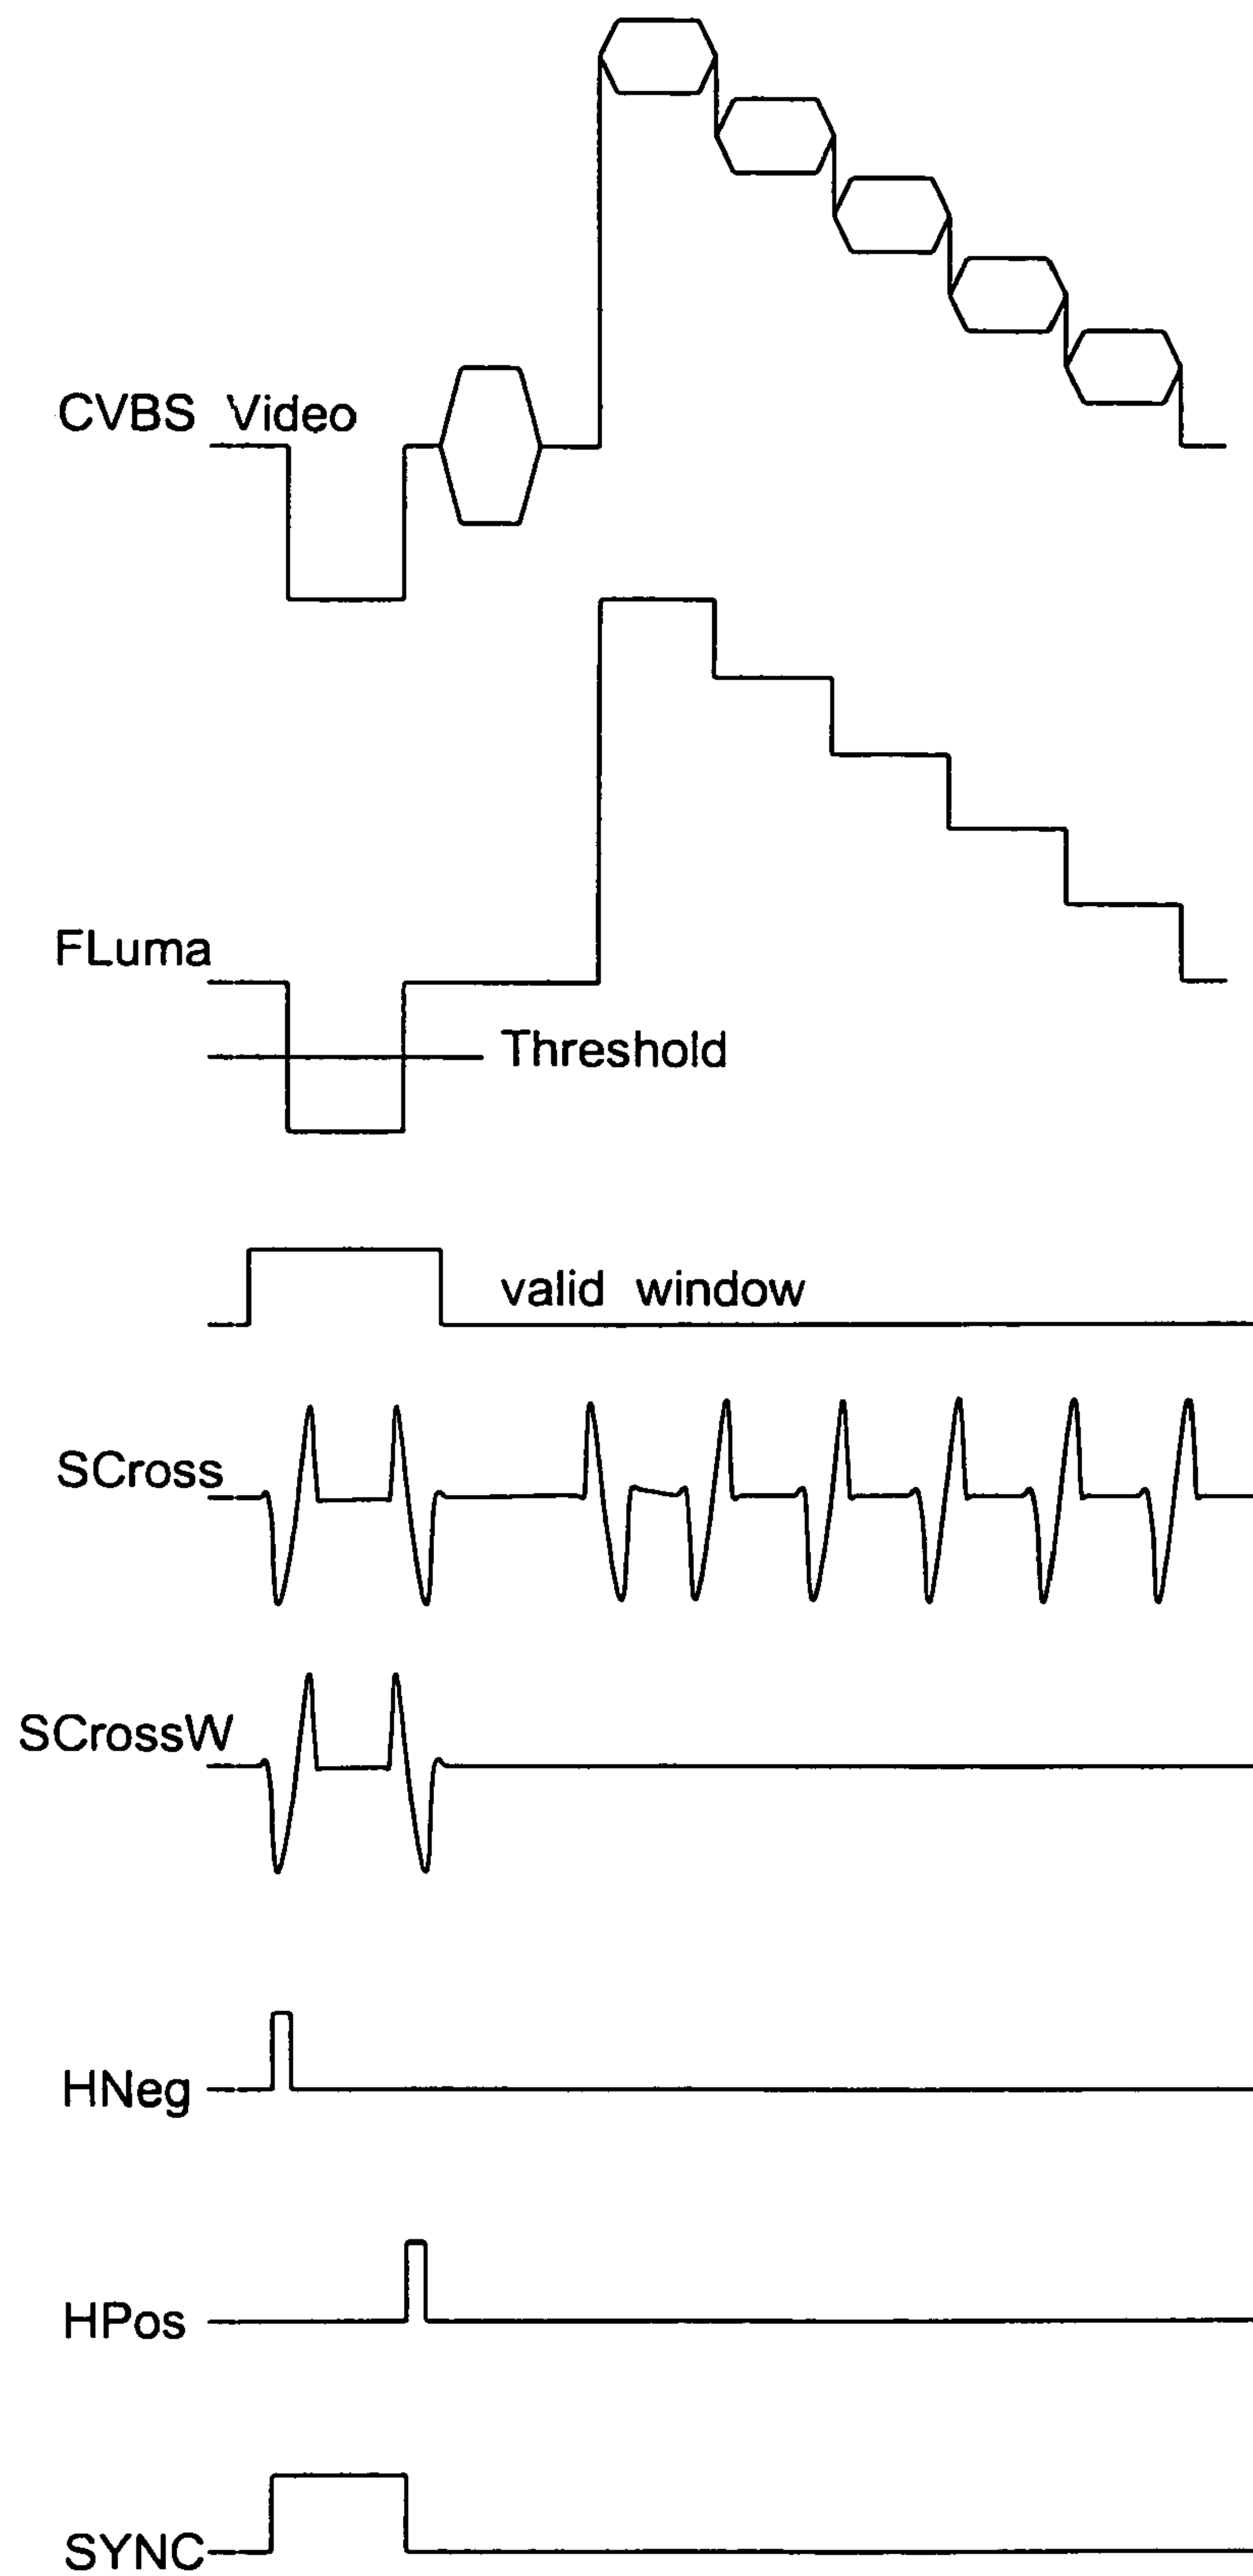 CVBS Video
FLuma
Threshold
valid window
SCross
SCrossW
HNeg
HPos
SYNC